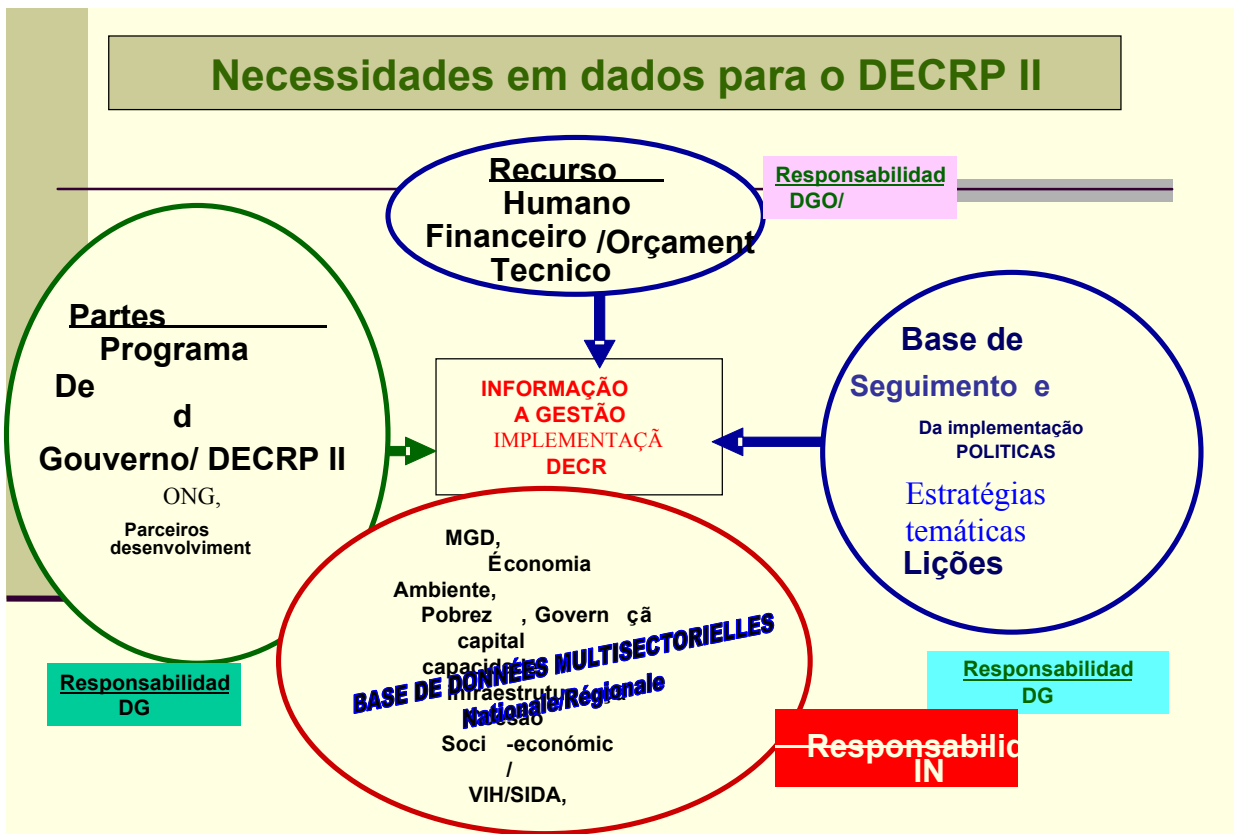 Necessidades em dados para o DECRP II
Recurso
Humano
Financeiro /Orçament
Tecnico
Responsabilidad
DGO/
Partes
Programa
De
d
Gouverno/ DECRP II
ONG,
Parceiros
desenvolviment
INFORMAÇÃO
A GESTÃO
IMPLEMENTAÇÃ
DECR
Base de
Seguimento e
Da implementação
POLITICAS
Estratégias
temáticas
Lições
MGD,
Économia
Ambiente,
Pobrez , Govern çã
capital
BASE DE DONNÉES MULTISECTORIELLES
Nationale/Régionale
Soci -económic
/
VIH/SIDA,
Responsabilidad
DG
Responsabilidad
DG
Responsabilid
IN